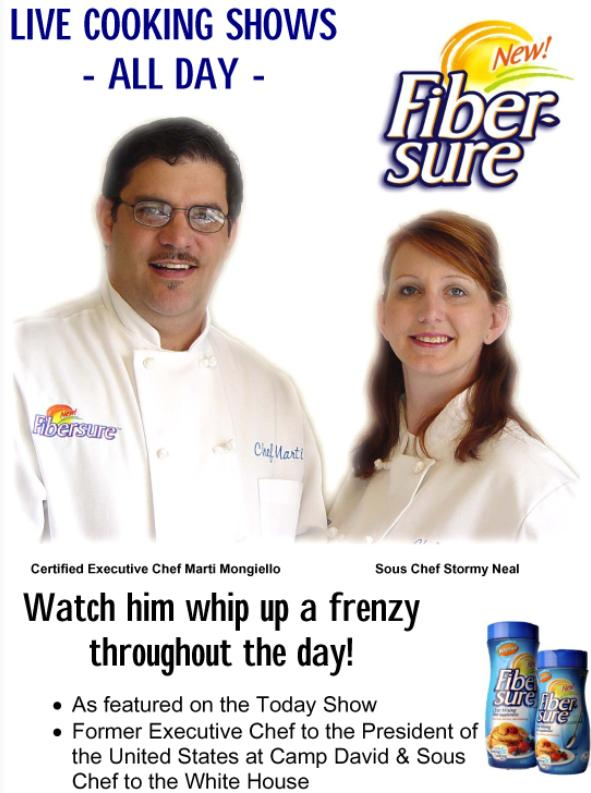 LIVE COOKING SHOWS
- ALL DAY -
New!
Fiber-
sure
New!
Fibersure™
Chef Marti
Certified Executive Chef Marti Mongiello
Sous Chef Stormy Neal
Watch him whip up a frenzy
throughout the day!
• As featured on the Today Show
• Former Executive Chef to the President of
the United States at Camp David & Sous
Chef to the White House
Fiber
sure
Fiber-
sure